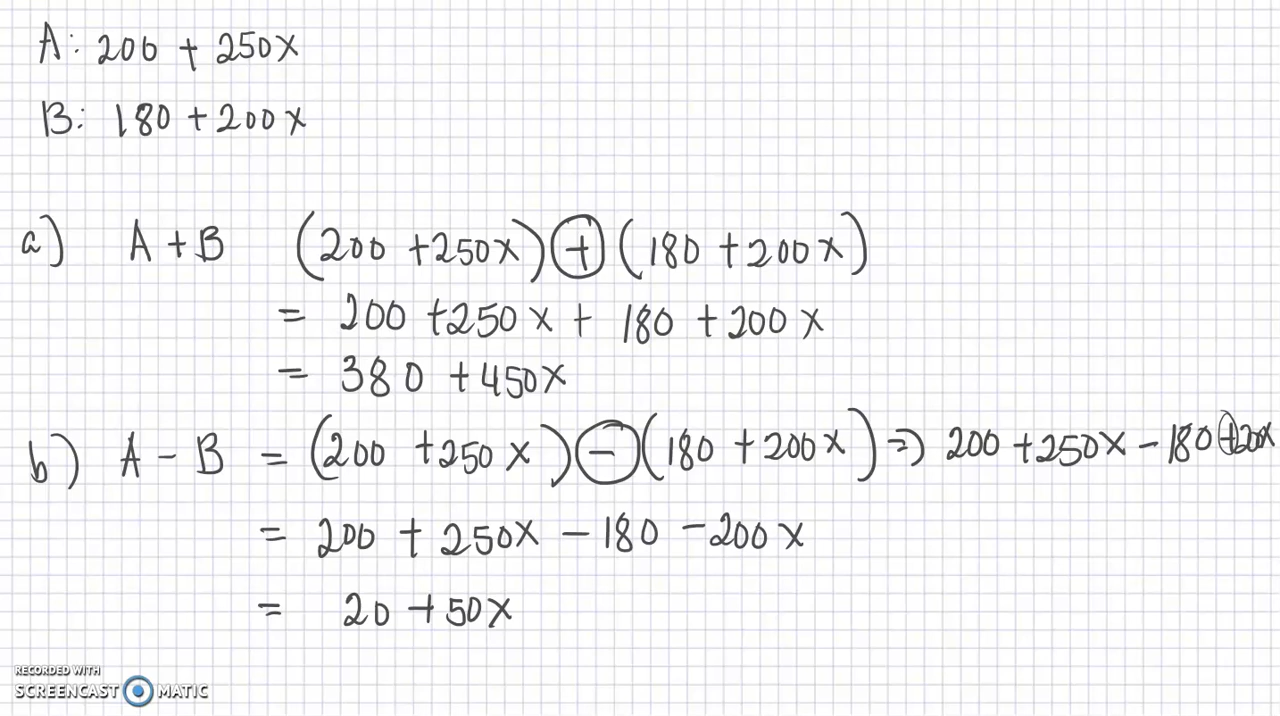 A: 200 + 250x
B: 180 + 200x
a) A + B (200 + 250x) + (180 + 200x)
= 200 + 250x + 180 + 200x
= 380 + 450x
b) A - B = (200 + 250x) - (180 + 200x) => 200 + 250x - 180 + 200x
= 200 + 250x - 180 - 200x
= 20 + 50x
RECORDED WITH
SCREENCAST MATIC